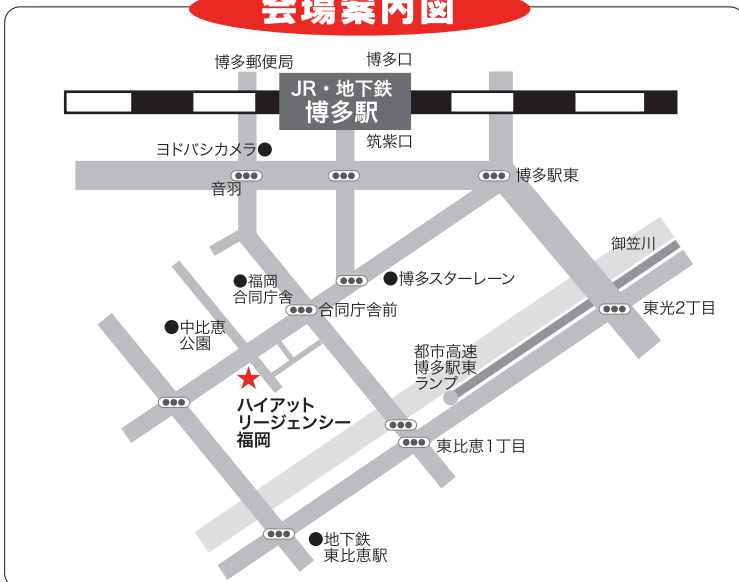 会場案内図
博多郵便局
博多口
JR・地下鉄
博多駅
筑紫口
ヨドバシカメラ
音羽
博多駅東
御笠川
福岡
合同庁舎
博多スターレーン
合同庁舎前
東光2丁目
中比恵
公園
都市高速
博多駅東
ランプ
ハイアット
リージェンシー
福岡
東比恵1丁目
地下鉄
東比恵駅